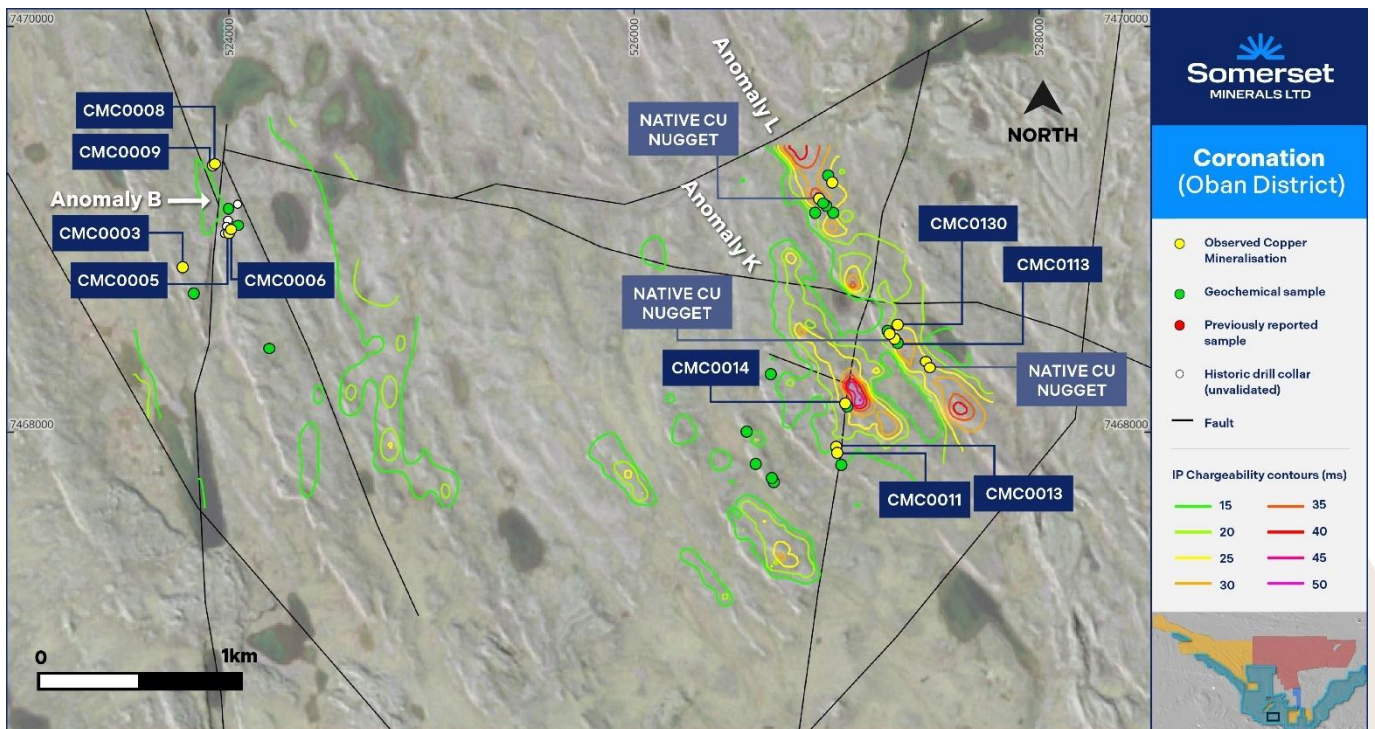 7470000
524000
526000
528000
7470000
Anomaly L
NORTH
CMC0008
NATIVE CU
NUGGET
CMC0009
Anomaly B
Anomaly K
CMC0003
CMC0130
CMC0113
CMC0005
CMC0006
NATIVE CU
NUGGET
CMC0014
NATIVE CU
NUGGET
7468000
7468000
CMC0011
CMC0013
0
1km
Somerset
MINERALS LTD
Coronation
(Oban District)
Observed Copper
Mineralisation
Geochemical sample
Previously reported
sample
Historic drill collar
(unvalidated)
Fault
IP Chargeability contours (ms)
15
35
20
40
25
45
30
50